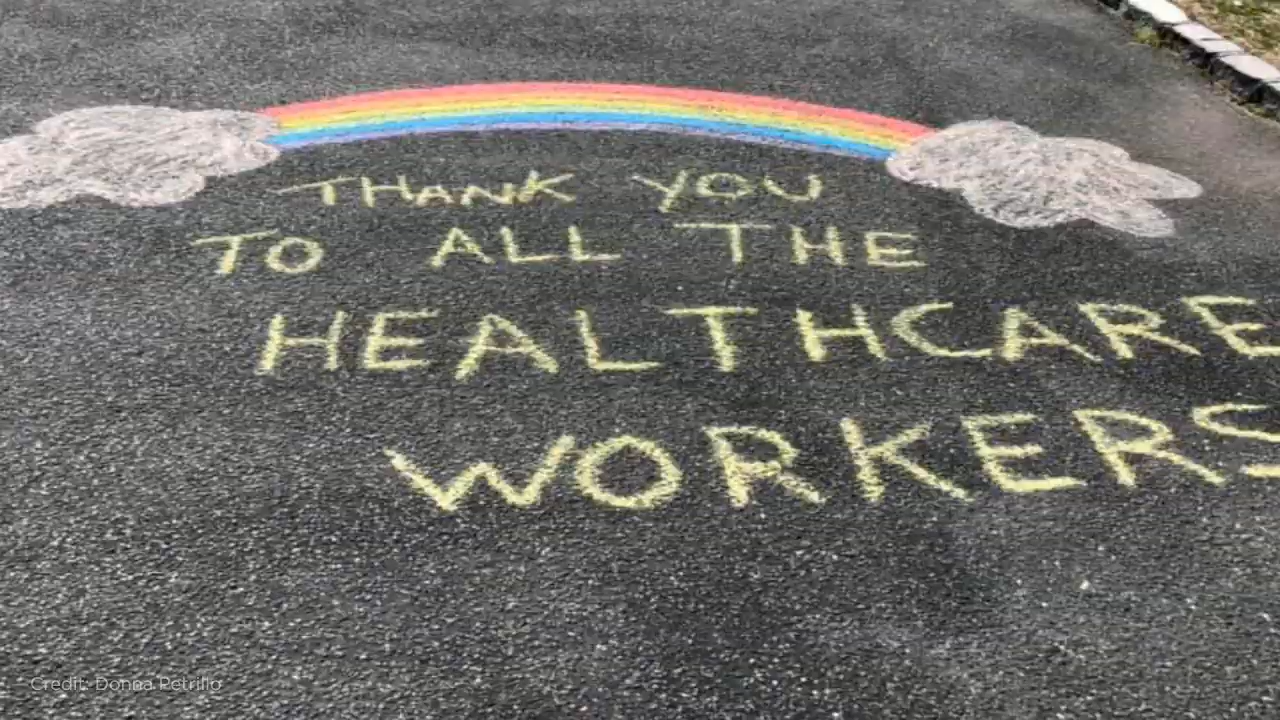 THANK YOU
TO ALL THE
HEALTHCARE
WORKERS
Credit: Donna Petrillo